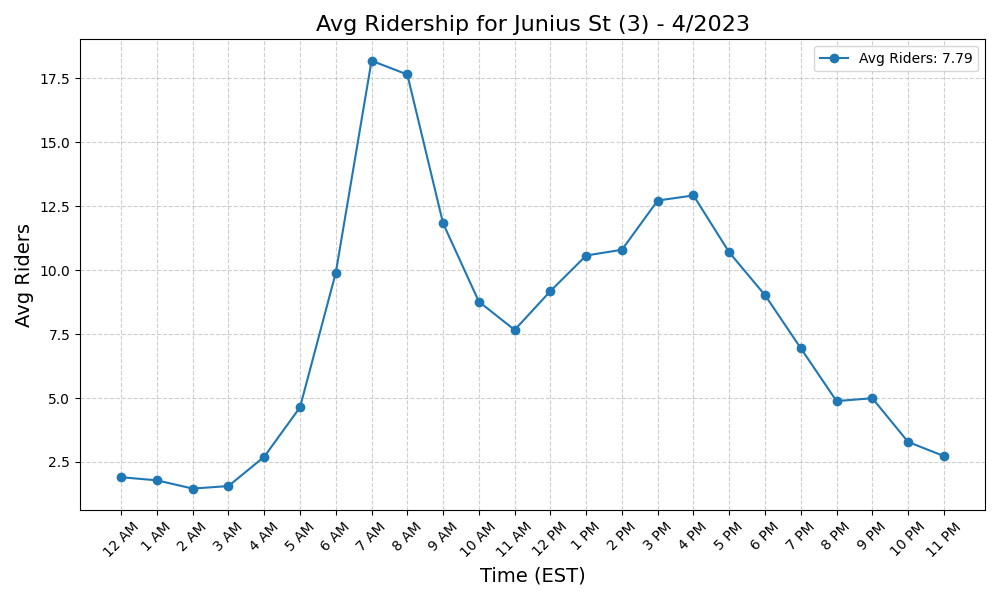 Avg Ridership for Junius St (3) - 4/2023
Avg Riders: 7.79
Avg Riders
17.5
15.0
12.5
10.0
7.5
5.0
2.5
12 AM
1 AM
2 AM
3 AM
4 AM
5 AM
6 AM
7 AM
8 AM
9 AM
10 AM
11 AM
12 PM
1 PM
2 PM
3 PM
4 PM
5 PM
6 PM
7 PM
8 PM
9 PM
10 PM
11 PM
Time (EST)